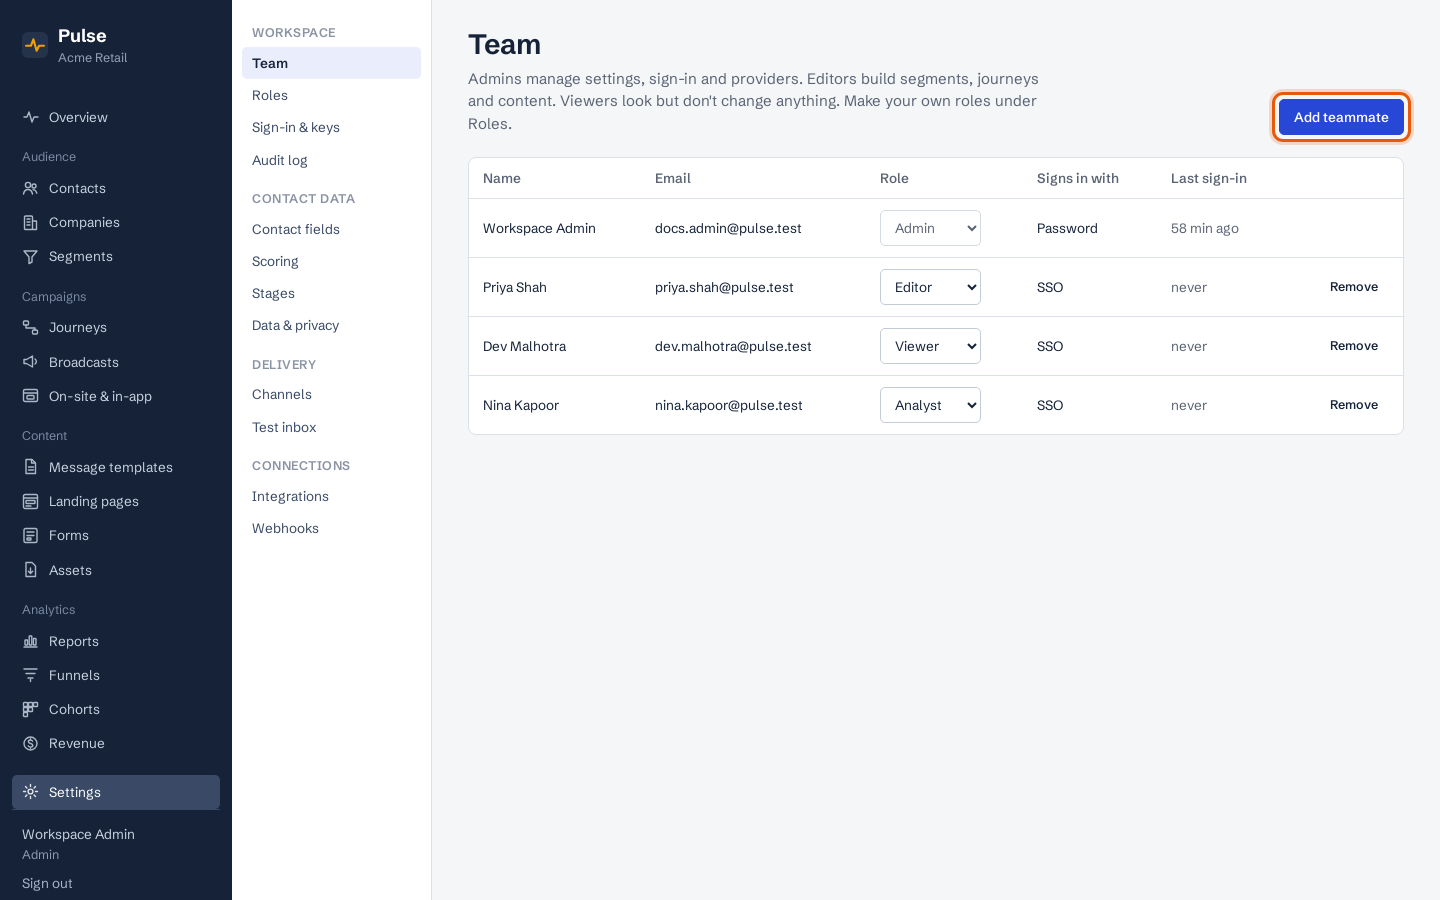 Pulse
Acme Retail
Overview
Audience
Contacts
Companies
Segments
Campaigns
Journeys
Broadcasts
On-site & in-app
Content
Message templates
Landing pages
Forms
Assets
Analytics
Reports
Funnels
Cohorts
Revenue
Settings
Workspace Admin
Admin
Sign out
WORKSPACE
Team
Roles
Sign-in & keys
Audit log
CONTACT DATA
Contact fields
Scoring
Stages
Data & privacy
DELIVERY
Channels
Test inbox
CONNECTIONS
Integrations
Webhooks
Team
Admins manage settings, sign-in and providers. Editors build segments, journeys
and content. Viewers look but don't change anything. Make your own roles under
Roles.
Add teammate
Name Email Role Signs in with Last sign-in
Workspace Admin docs.admin@pulse.test Admin Password 58 min ago
Priya Shah priya.shah@pulse.test Editor SSO never Remove
Dev Malhotra dev.malhotra@pulse.test Viewer SSO never Remove
Nina Kapoor nina.kapoor@pulse.test Analyst SSO never Remove